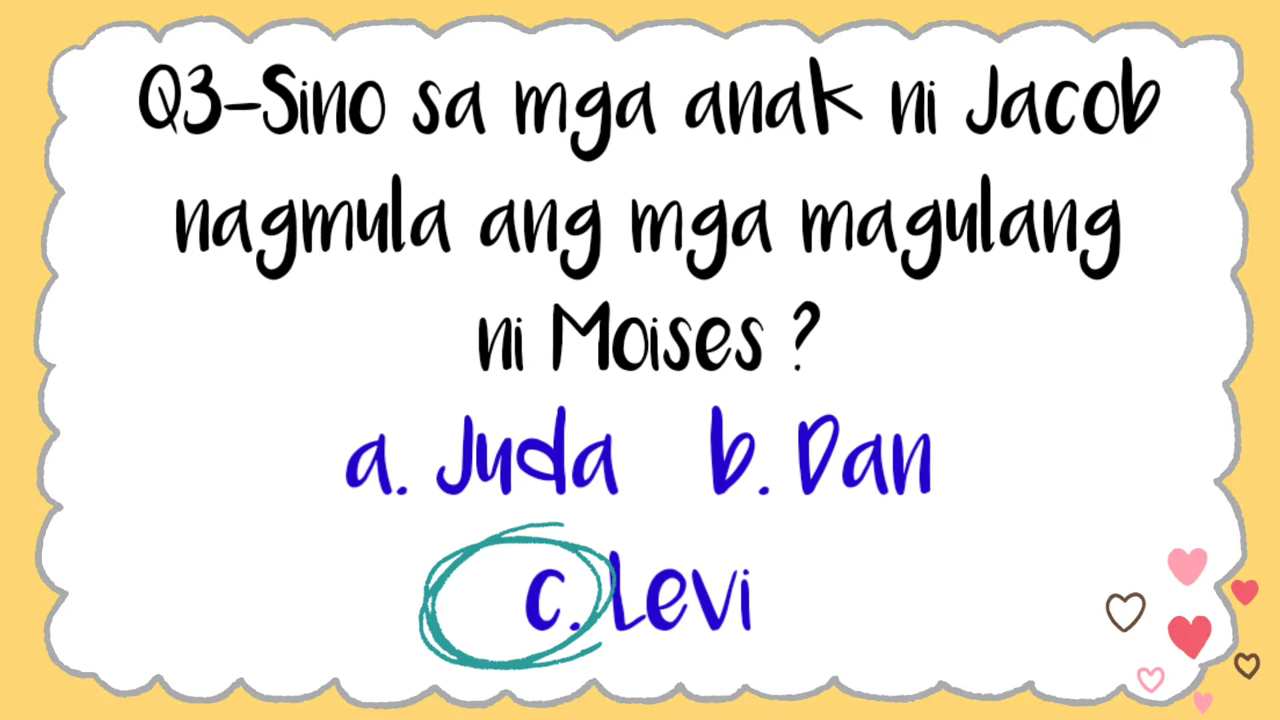 Q3-Sino sa mga anak ni Jacob
nagmula ang mga magulang
ni Moises ?
a. Juda b. Dan
c. Levi